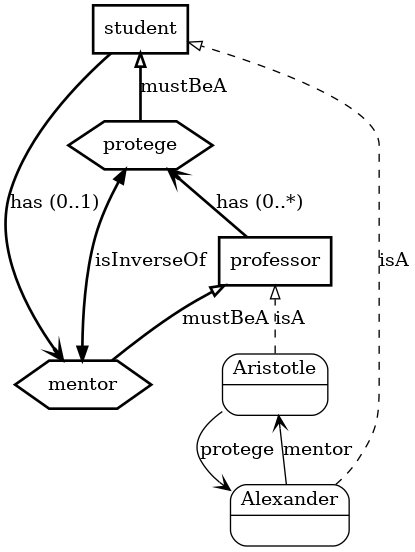 student
mustBeA
protege
has (0..1)
has (0..*)
isInverseOf
professor
isA
mustBeA
isA
Aristotle
mentor
protege
mentor
Alexander